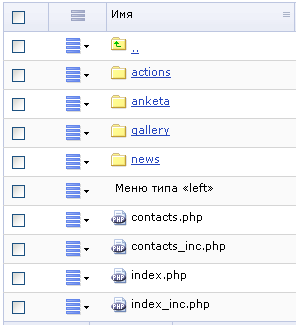 Имя
..
actions
anketa
gallery
news
Меню типа «left»
contacts.php
contacts_inc.php
index.php
index_inc.php